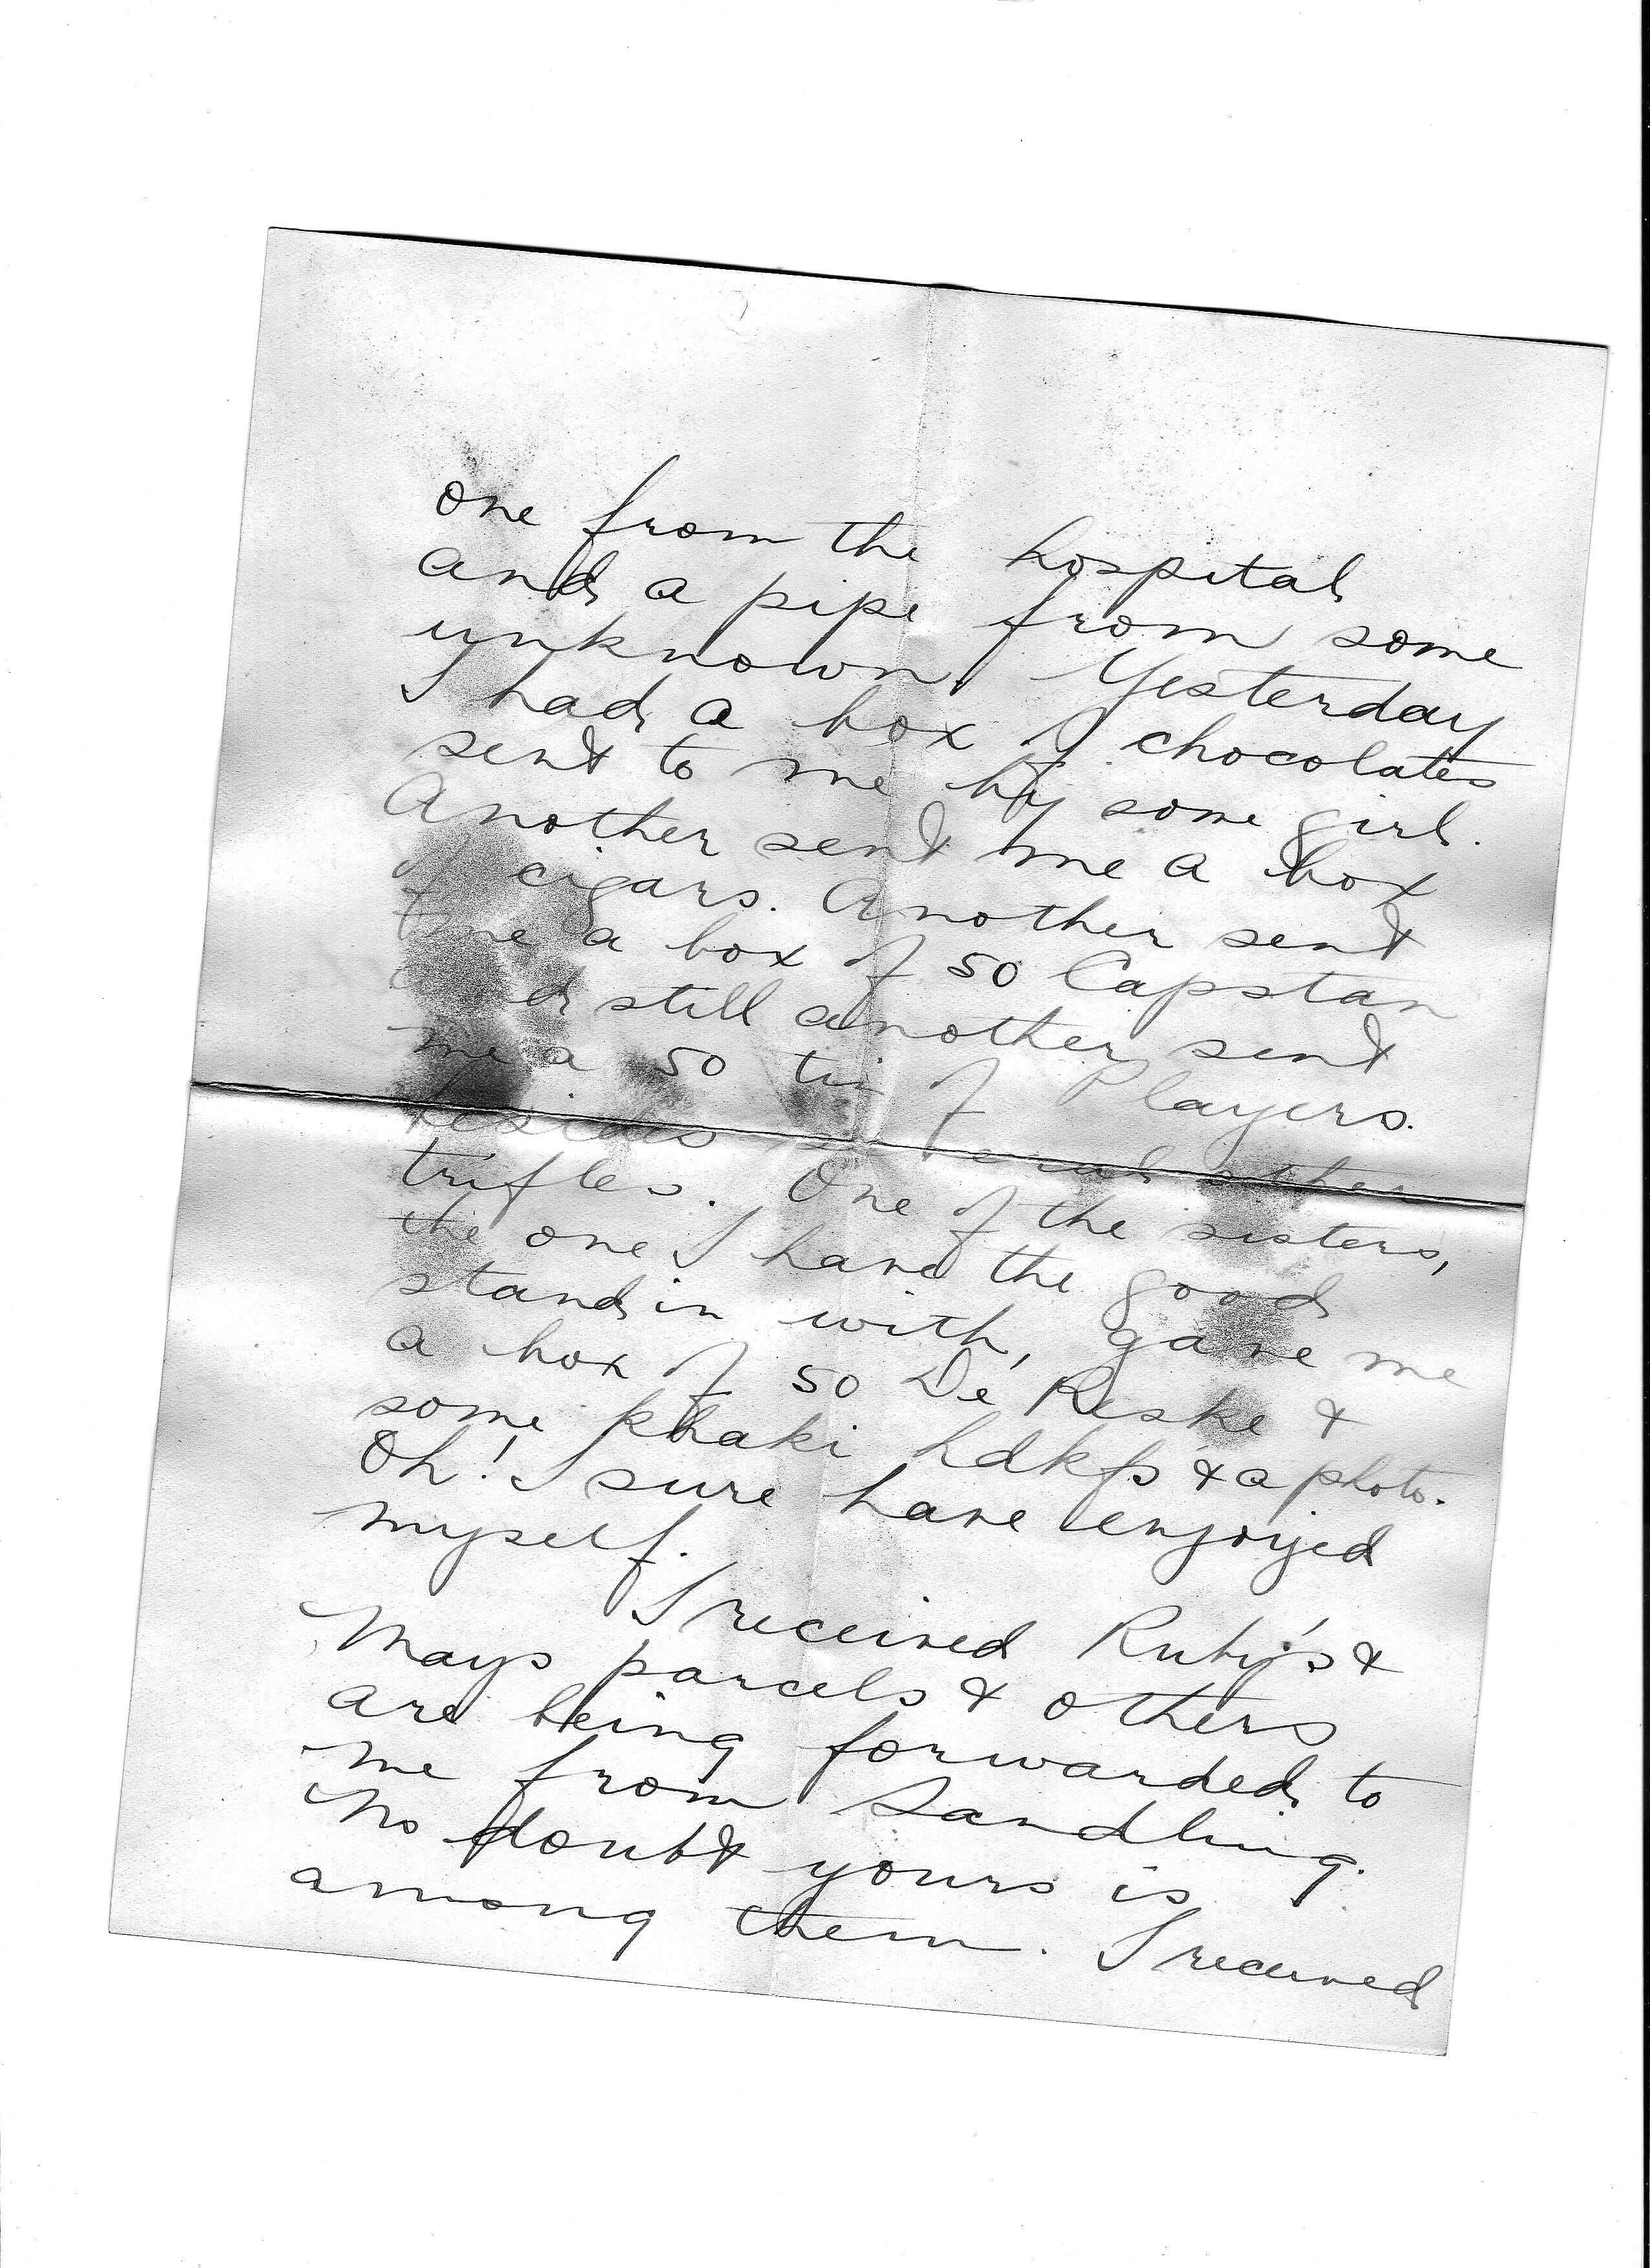 one from the hospital
and a pipe from some
unknown. Yesterday
I had a box of chocolates
sent to me by some girl.
Another sent me a box
of cigars. Another sent
me a box of 50 Capstan
and still another sent
me a 50 tin of Players.
besides several other
trifles. One of the sisters,
the one I have the good
stand in with, gave me
a box of 50 De Reske &
some khaki hdkfs & a photo.
Oh! I sure have enjoyed
myself.
I received Ruby's &
Mays parcels & others
are being forwarded to
me from Sandling.
No doubt yours is
among them. I received